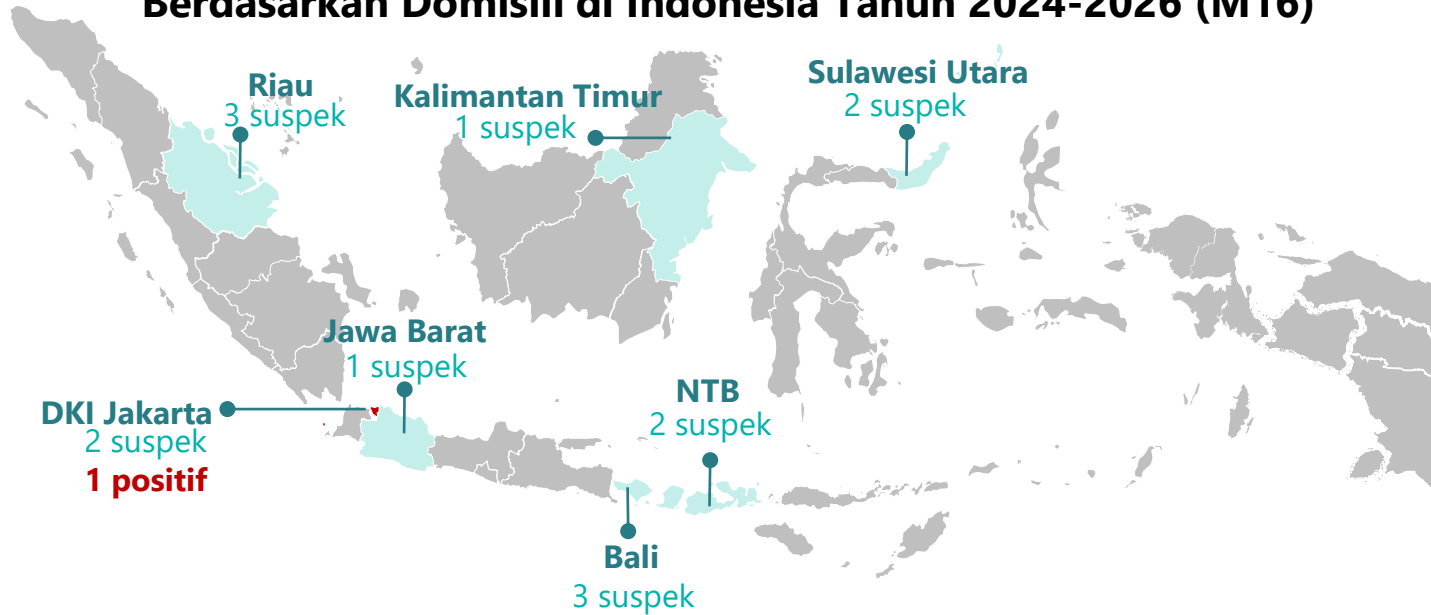 Berdasarkan Domisili di Indonesia Tahun 2024-2026 (M16)
Riau
3 suspek
Kalimantan Timur
1 suspek
Sulawesi Utara
2 suspek
Jawa Barat
1 suspek
DKI Jakarta
2 suspek
1 positif
NTB
2 suspek
Bali
3 suspek